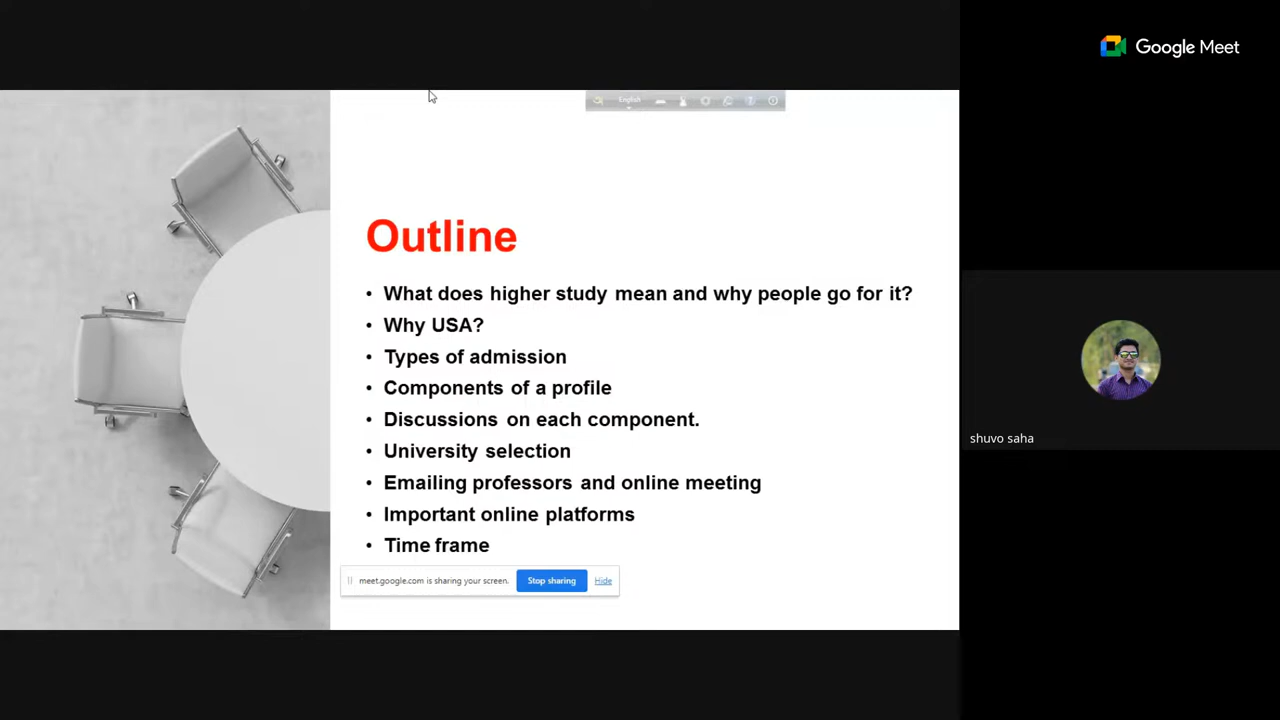 Google Meet
English
Outline
• What does higher study mean and why people go for it?
• Why USA?
• Types of admission
• Components of a profile
• Discussions on each component.
• University selection
• Emailing professors and online meeting
• Important online platforms
• Time frame
meet.google.com is sharing your screen. Stop sharing Hide
shuvo saha